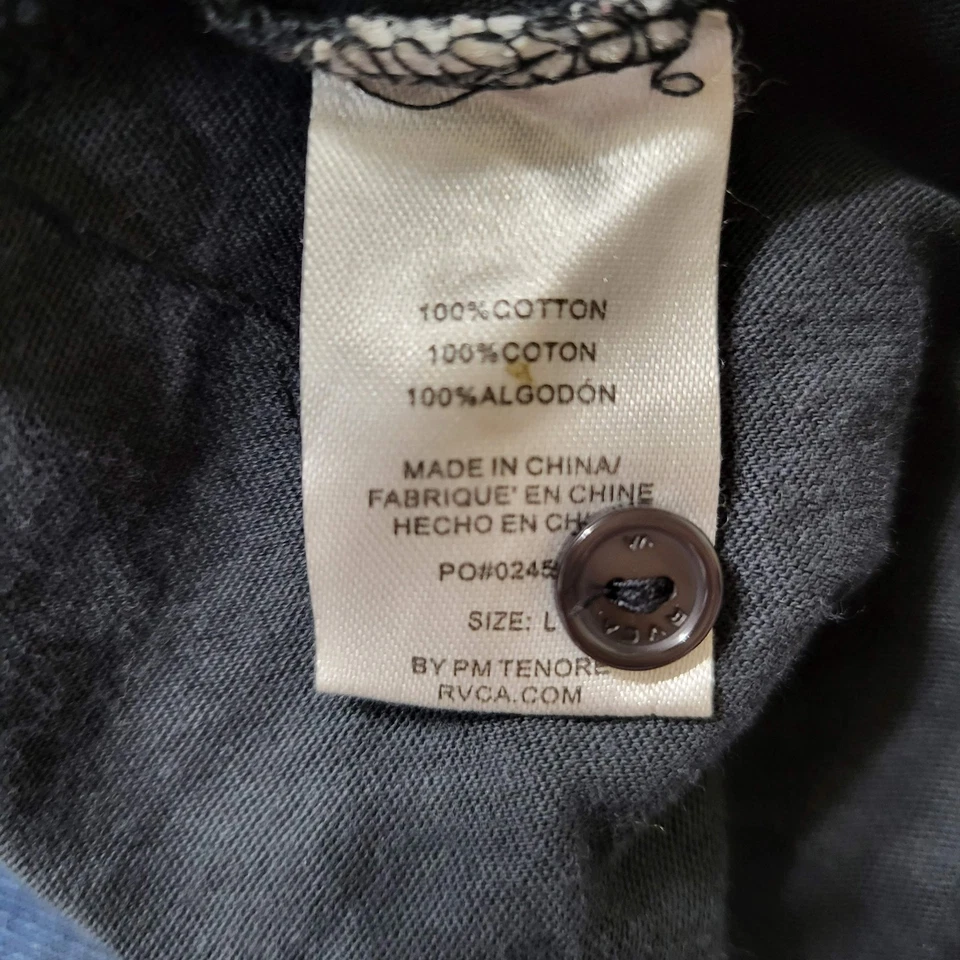 100%COTTON
100%COTON
100%ALGODÓN
MADE IN CHINA/
FABRIQUE' EN CHINE
HECHO EN
PO#0245
SIZE: L
BY PM TENORE
RVCA.COM
RVCA